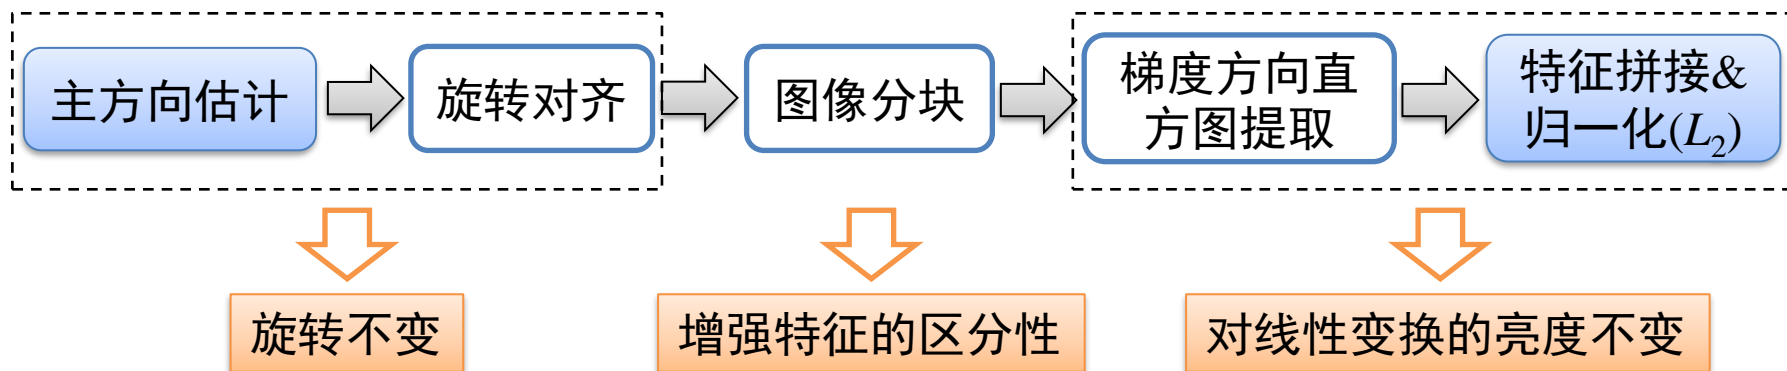 主方向估计
旋转对齐
图像分块
梯度方向直
方图提取
特征拼接&
归一化(L₂)
旋转不变
增强特征的区分性
对线性变换的亮度不变